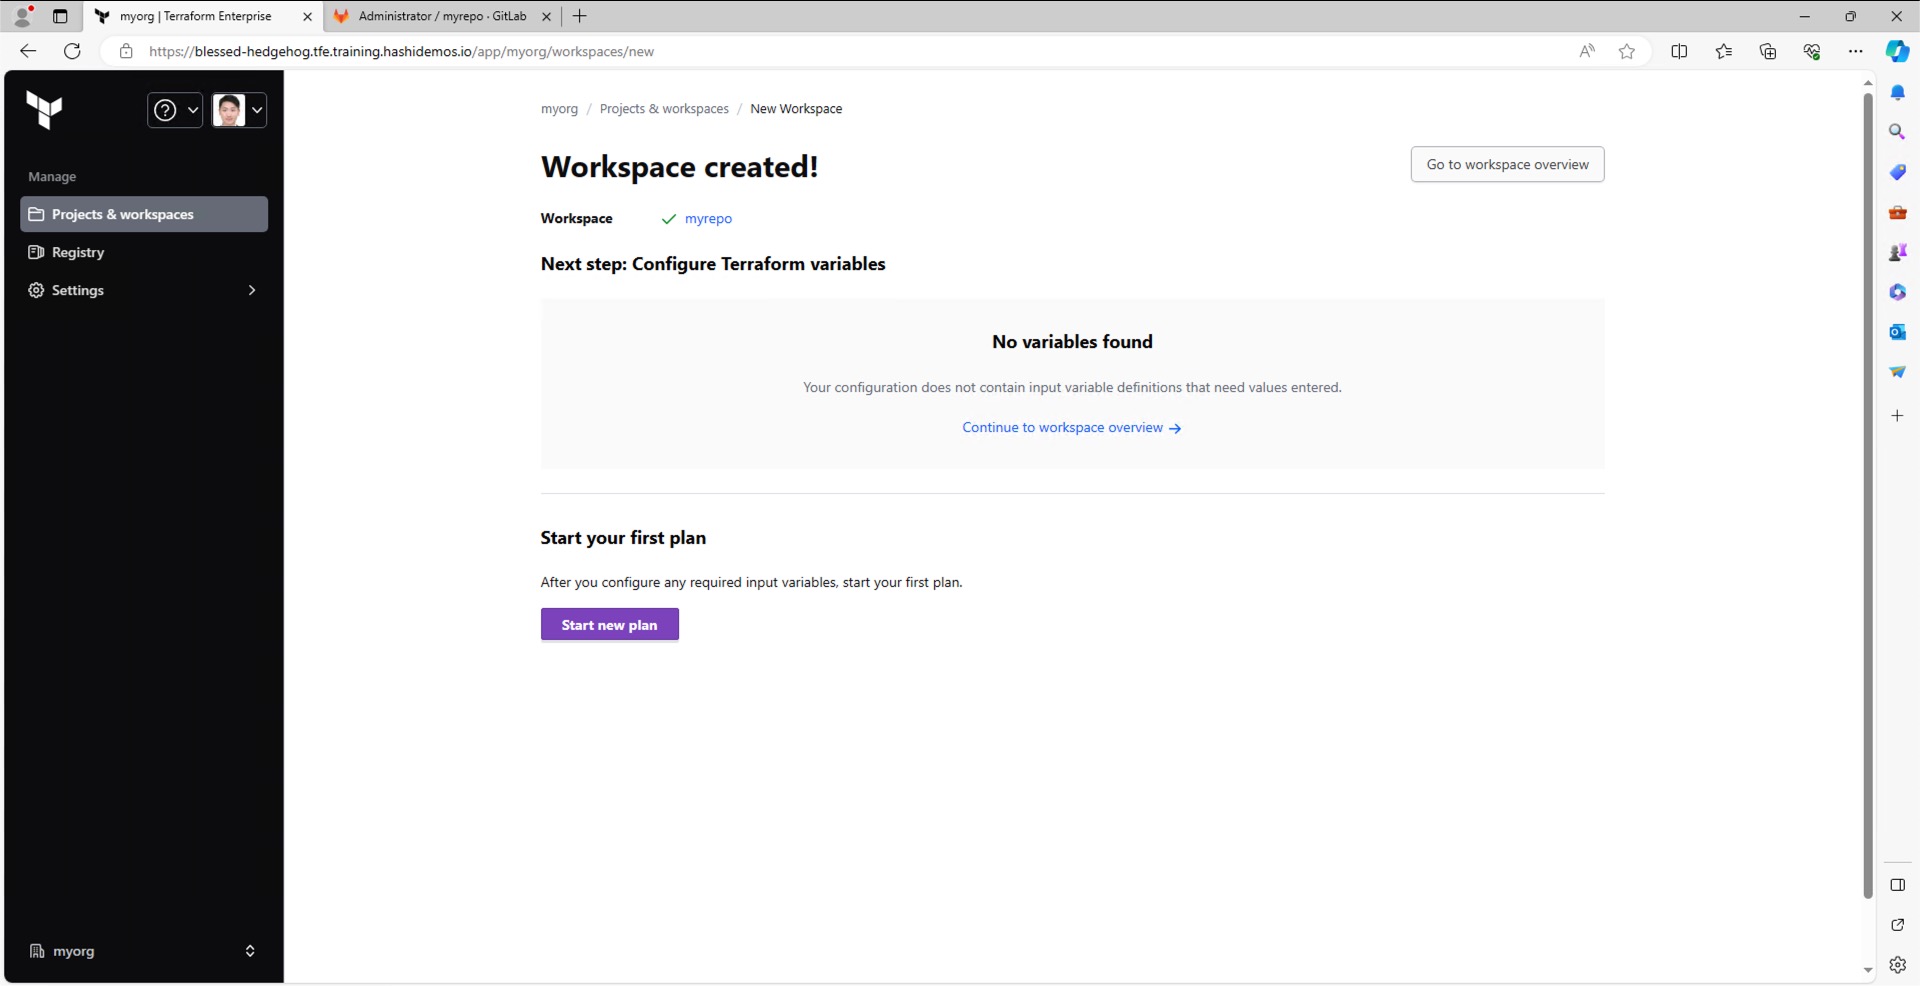 myorg | Terraform Enterprise
Administrator / myrepo · GitLab
https://blessed-hedgehog.tfe.training.hashidemos.io/app/myorg/workspaces/new
Manage
Projects & workspaces
Registry
Settings
myorg
myorg / Projects & workspaces / New Workspace
Workspace created!
Go to workspace overview
Workspace myrepo
Next step: Configure Terraform variables
No variables found
Your configuration does not contain input variable definitions that need values entered.
Continue to workspace overview →
Start your first plan
After you configure any required input variables, start your first plan.
Start new plan